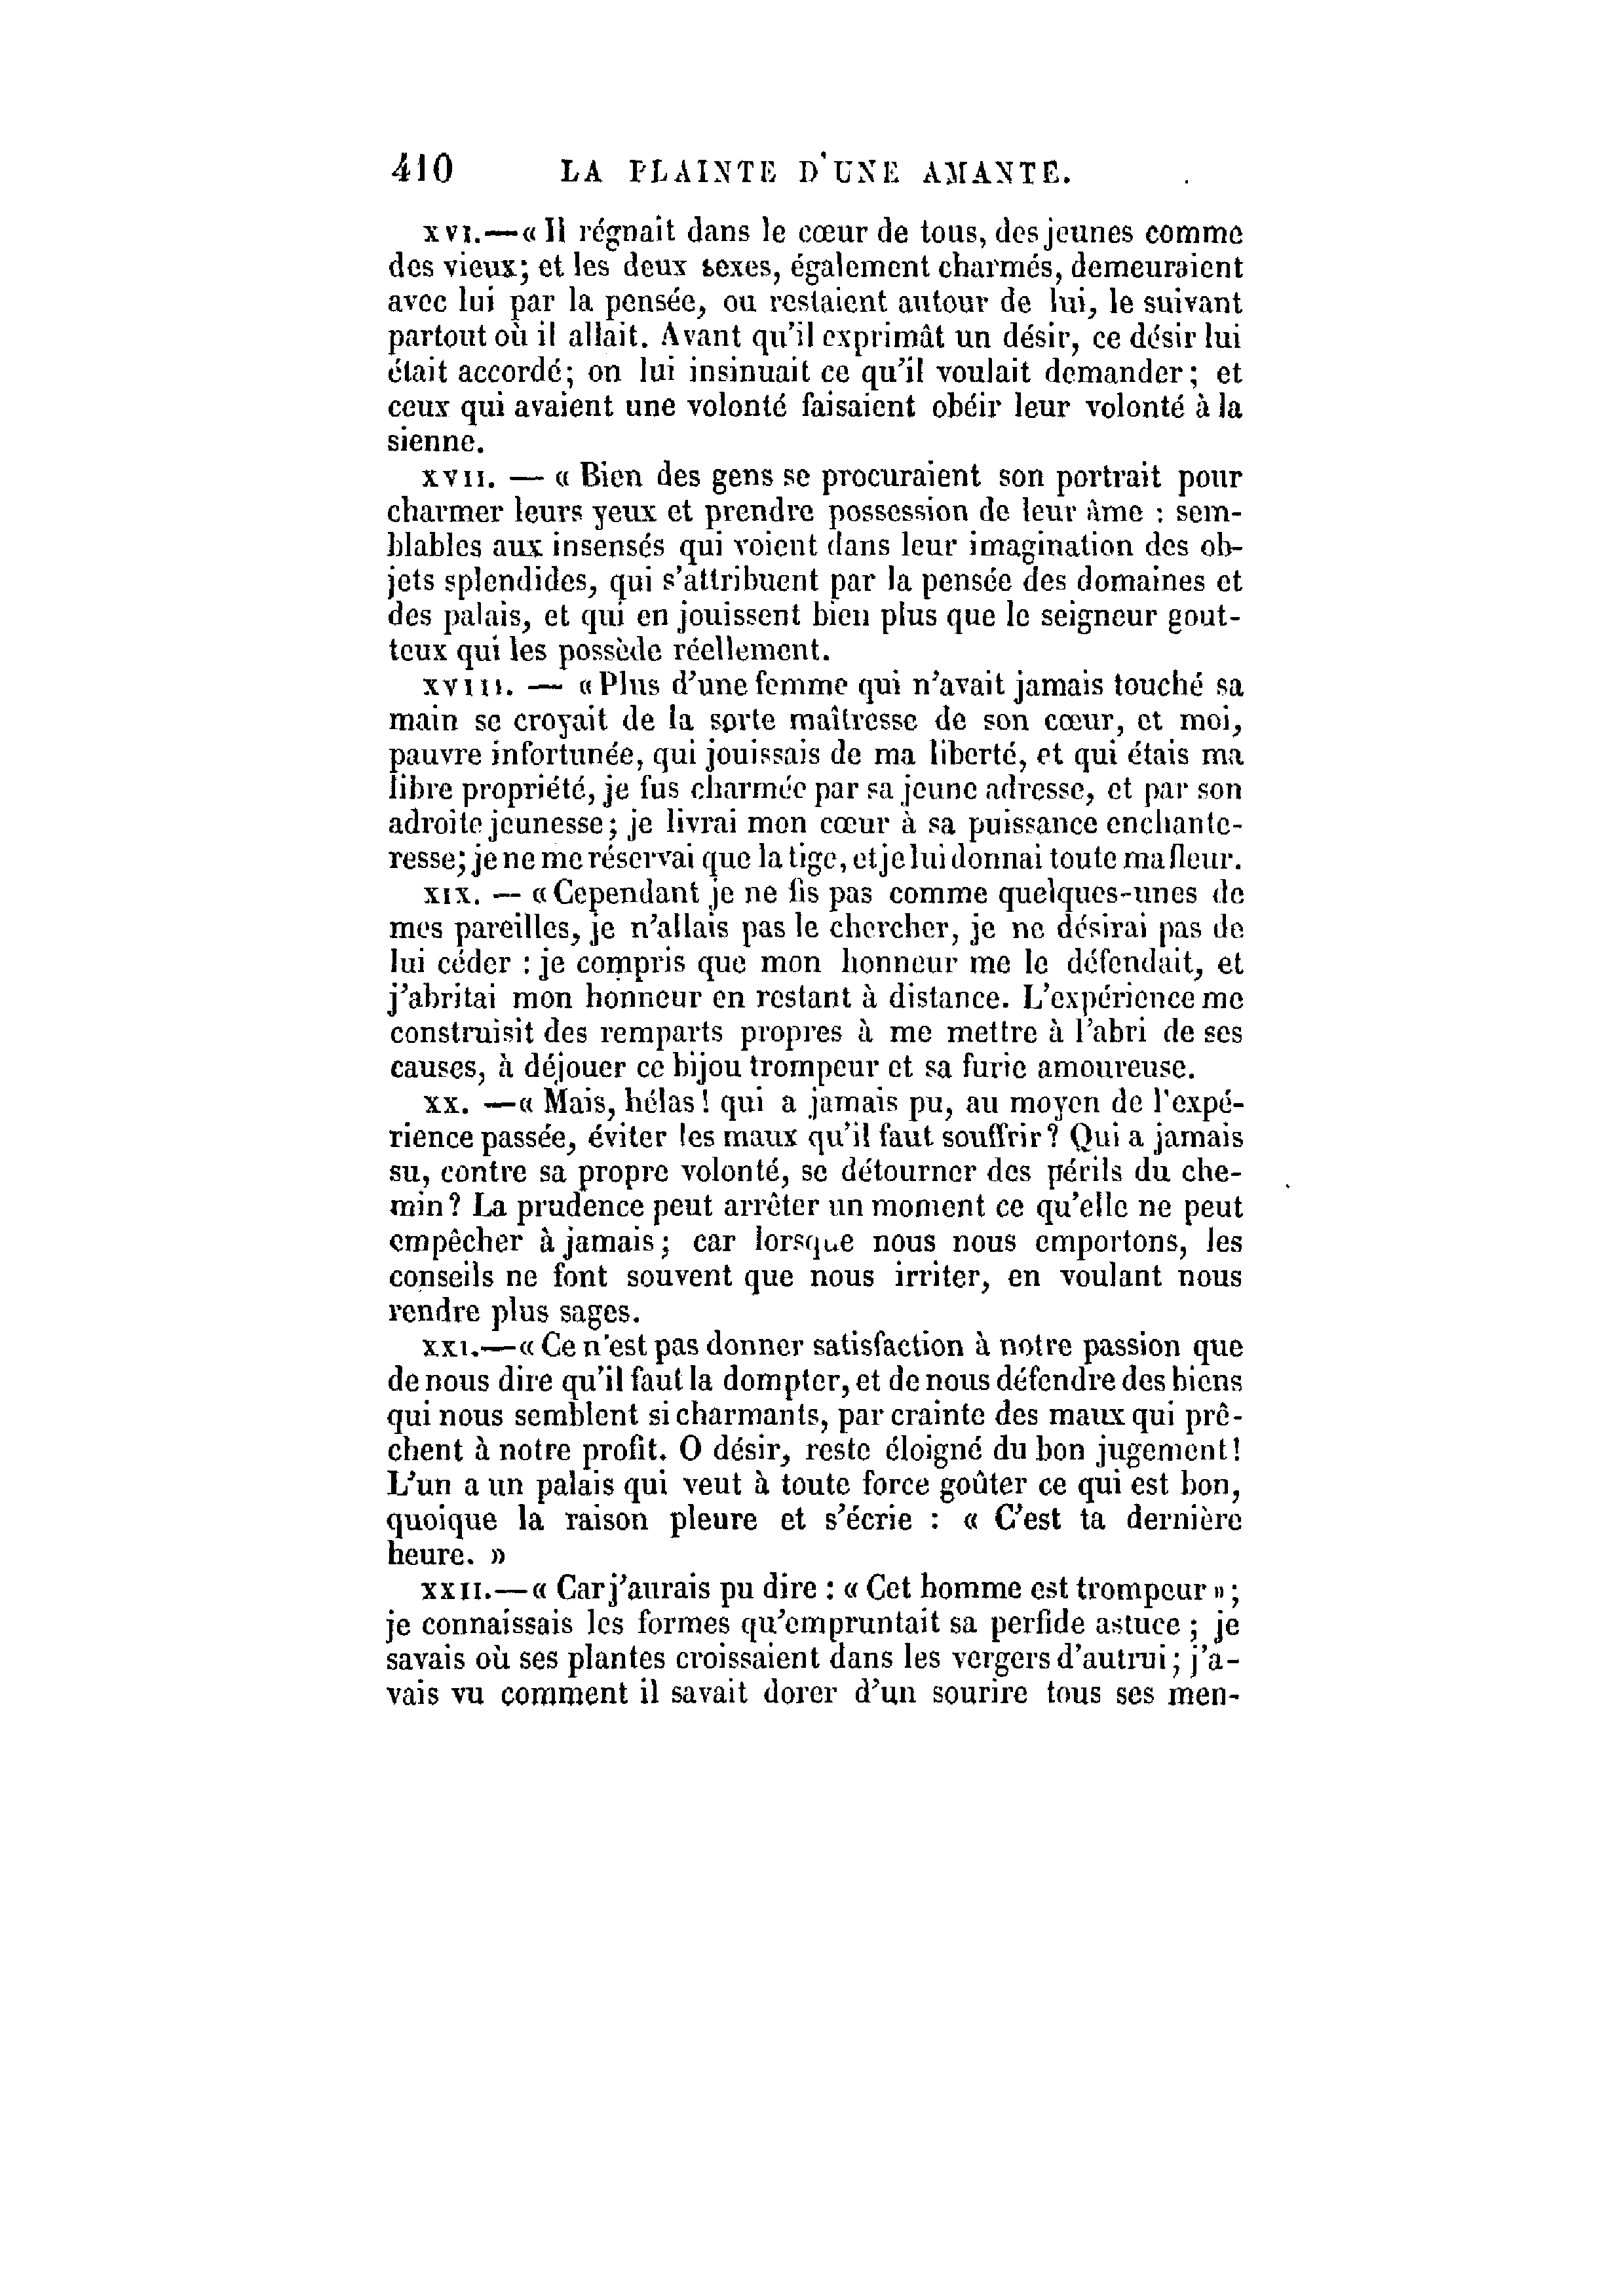 410 LA PLAINTE D'UNE AMANTE.
XVI.—« Il régnait dans le cœur de tous, des jeunes comme
des vieux; et les deux sexes, également charmés, demeuraient
avec lui par la pensée, ou restaient autour de lui, le suivant
partout où il allait. Avant qu'il exprimât un désir, ce désir lui
était accordé; on lui insinuait ce qu'il voulait demander; et
ceux qui avaient une volonté faisaient obéir leur volonté à la
sienne.
XVII. — « Bien des gens se procuraient son portrait pour
charmer leurs yeux et prendre possession de leur âme : sem-
blables aux insensés qui voient dans leur imagination des ob-
jets splendides, qui s'attribuent par la pensée des domaines et
des palais, et qui en jouissent bien plus que le seigneur gout-
teux qui les possède réellement.
XVIII. — « Plus d'une femme qui n'avait jamais touché sa
main se croyait de la sorte maîtresse de son cœur, et moi,
pauvre infortunée, qui jouissais de ma liberté, et qui étais ma
libre propriété, je fus charmée par sa jeune adresse, et par son
adroite jeunesse; je livrai mon cœur à sa puissance enchante-
resse; je ne me réservai que la tige, et je lui donnai toute ma fleur.
XIX. — « Cependant je ne fis pas comme quelques-unes de
mes pareilles, je n'allais pas le chercher, je ne désirai pas de
lui céder : je compris que mon honneur me le défendait, et
j'abritai mon honneur en restant à distance. L'expérience me
construisit des remparts propres à me mettre à l'abri de ses
causes, à déjouer ce bijou trompeur et sa furie amoureuse.
XX. —« Mais, hélas! qui a jamais pu, au moyen de l'expé-
rience passée, éviter les maux qu'il faut souffrir? Qui a jamais
su, contre sa propre volonté, se détourner des périls du che-
min? La prudence peut arrêter un moment ce qu'elle ne peut
empêcher à jamais; car lorsque nous nous emportons, les
conseils ne font souvent que nous irriter, en voulant nous
rendre plus sages.
XXI.—« Ce n'est pas donner satisfaction à notre passion que
de nous dire qu'il faut la dompter, et de nous défendre des biens
qui nous semblent si charmants, par crainte des maux qui prê-
chent à notre profit. O désir, reste éloigné du bon jugement!
L'un a un palais qui veut à toute force goûter ce qui est bon,
quoique la raison pleure et s'écrie : « C'est ta dernière
heure. »
XXII.—« Car j'aurais pu dire : « Cet homme est trompeur »;
je connaissais les formes qu'empruntait sa perfide astuce; je
savais où ses plantes croissaient dans les vergers d'autrui; j'a-
vais vu comment il savait dorer d'un sourire tous ses men-